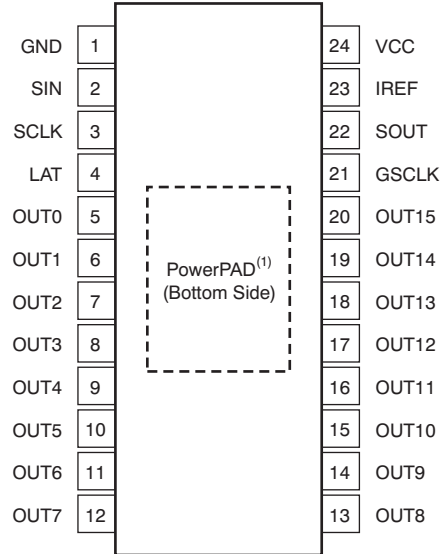 GND 1 24 VCC
SIN 2 23 IREF
SCLK 3 22 SOUT
LAT 4 21 GSCLK
OUT0 5 20 OUT15
OUT1 6 19 OUT14
PowerPAD(1)
(Bottom Side)
OUT2 7 18 OUT13
OUT3 8 17 OUT12
OUT4 9 16 OUT11
OUT5 10 15 OUT10
OUT6 11 14 OUT9
OUT7 12 13 OUT8